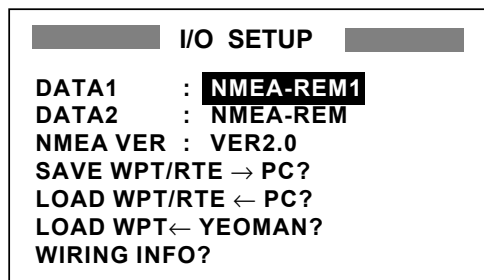 I/O SETUP
DATA1 : NMEA-REM1
DATA2 : NMEA-REM
NMEA VER : VER2.0
SAVE WPT/RTE → PC?
LOAD WPT/RTE ← PC?
LOAD WPT← YEOMAN?
WIRING INFO?